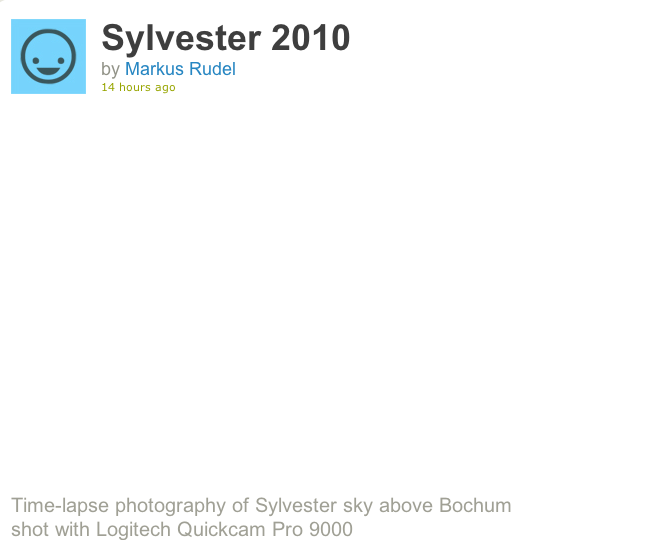 Sylvester 2010
by Markus Rudel
14 hours ago
Time-lapse photography of Sylvester sky above Bochum
shot with Logitech Quickcam Pro 9000